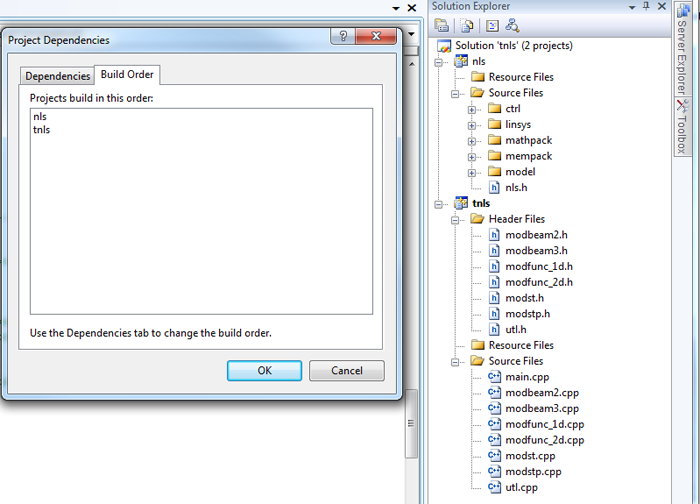 Project Dependencies
Dependencies
Build Order
Projects build in this order:
nls
tnls
Use the Dependencies tab to change the build order.
OK
Cancel
Solution Explorer
Solution 'tnls' (2 projects)
nls
Resource Files
Source Files
ctrl
linsys
mathpack
mempack
model
nls.h
tnls
Header Files
modbeam2.h
modbeam3.h
modfunc_1d.h
modfunc_2d.h
modst.h
modstp.h
utl.h
Resource Files
Source Files
main.cpp
modbeam2.cpp
modbeam3.cpp
modfunc_1d.cpp
modfunc_2d.cpp
modst.cpp
modstp.cpp
utl.cpp
Server Explorer
Toolbox